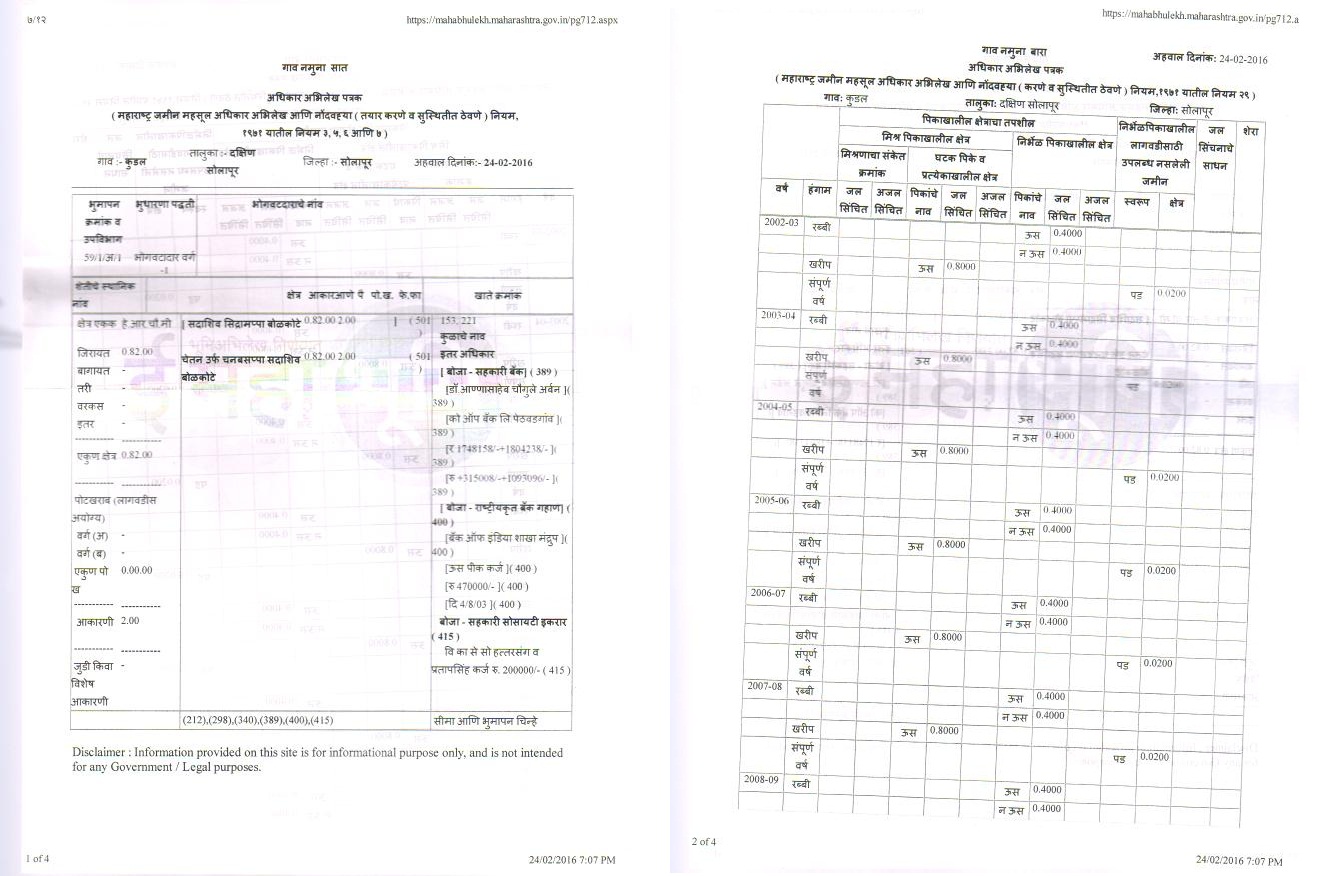 ७/१२
https://mahabhulekh.maharashtra.gov.in/pg712.aspx
गाव नमुना सात
अधिकार अभिलेख पत्रक
( महाराष्ट्र जमीन महसूल अधिकार अभिलेख आणि नोंदवहया ( तयार करणे व सुस्थितीत ठेवणे ) नियम,
१९७१ यातील नियम ३, ५, ६ आणि ७ )
गाव :- कुडल तालुका:- दक्षिण सोलापूर जिल्हा :- सोलापूर अहवाल दिनांक:- 24-02-2016
भुमापन क्रमांक व उपविभाग भुधारणा पद्धती भोगवटादाराचे नांव
59/1/अ/1 भोगवटादार वर्ग -1
शेतीचे स्थानिक नांव क्षेत्र आकार आणे पै पो.ख. फे.फा खाते क्रमांक
क्षेत्र एकक हे.आर.चौ.मी
जिरायत 0.82.00
बागायत -
तरी -
वरकस -
इतर -
---------- ----------
एकुण क्षेत्र 0.82.00
---------- ----------
पोटखराब (लागवडीस
अयोग्य)
वर्ग (अ) -
वर्ग (ब) -
एकुण पो ख 0.00.00
---------- ----------
आकारणी 2.00
---------- ----------
जुडी किंवा -
विशेष
आकारणी
[ सदाशिव सिद्रामप्पा बोळकोटे 0.82.00 2.00 ] ( 501 )
चेतन उर्फ चनबसप्पा सदाशिव 0.82.00 2.00 ( 501 )
बोळकोटे
153, 221
कुळाचे नाव
इतर अधिकार
[ बोजा - सहकारी बँक] ( 389 )
[डॉ.आण्णासाहेब चौगुले अर्बन ](
389 )
[को ऑप बँक लि.पेठवडगांव ](
389 )
[र 1748158/-+1804238/- ](
389 )
[रु +315008/-+1093096/- ](
389 )
[ बोजा - राष्ट्रीयकृत बँक गहाण] (
400 )
[बँक ऑफ इंडिया शाखा मंद्रुप ](
400 )
[ऊस पीक कर्ज ] ( 400 )
[रु 470000/- ] ( 400 )
[दि 4/8/03 ]( 400 )
बोजा - सहकारी सोसायटी इकरार
( 415 )
वि का से सो हत्तरसंग व
प्रतापसिंह कर्ज रु. 200000/- ( 415 )
(212),(298),(340),(389),(400),(415) सीमा आणि भुमापन चिन्हे
Disclaimer : Information provided on this site is for informational purpose only, and is not intended
for any Government / Legal purposes.
1 of 4 24/02/2016 7:07 PM
https://mahabhulekh.maharashtra.gov.in/pg712.a
गाव नमुना बारा
अहवाल दिनांक: 24-02-2016
अधिकार अभिलेख पत्रक
( महाराष्ट्र जमीन महसूल अधिकार अभिलेख आणि नोंदवहया ( करणे व सुस्थितीत ठेवणे ) नियम,१९७१ यातील नियम २९ )
गाव: कुडल तालुका: दक्षिण सोलापूर जिल्हा: सोलापूर
पिकाखालील क्षेत्राचा तपशील
मिश्र पिकाखालील क्षेत्र निर्भेळ पिकाखालील क्षेत्र
मिश्रणाचा संकेत क्रमांक घटक पिके व प्रत्येकाखालील क्षेत्र
निर्भेळपिकाखालील लागवडीसाठी उपलब्ध नसलेली जमीन
जल सिंचनाचे साधन
शेरा
वर्ष हंगाम जल सिंचित अजल सिंचित पिकांचे नाव जल सिंचित अजल सिंचित पिकांचे नाव जल सिंचित अजल सिंचित स्वरूप क्षेत्र
2002-03 रब्बी ऊस 0.4000
न ऊस 0.4000
खरीप ऊस 0.8000
संपूर्ण वर्ष पड 0.0200
2003-04 रब्बी ऊस 0.4000
न ऊस 0.4000
खरीप ऊस 0.8000
संपूर्ण वर्ष पड
2004-05 रब्बी ऊस 0.4000
न ऊस 0.4000
खरीप ऊस 0.8000
संपूर्ण वर्ष पड 0.0200
2005-06 रब्बी ऊस 0.4000
न ऊस 0.4000
खरीप ऊस 0.8000
संपूर्ण वर्ष पड 0.0200
2006-07 रब्बी ऊस 0.4000
न ऊस 0.4000
खरीप ऊस 0.8000
संपूर्ण वर्ष पड 0.0200
2007-08 रब्बी ऊस 0.4000
न ऊस 0.4000
खरीप ऊस 0.8000
संपूर्ण वर्ष पड 0.0200
2008-09 रब्बी ऊस 0.4000
न ऊस 0.4000
2 of 4 24/02/2016 7:07 PM